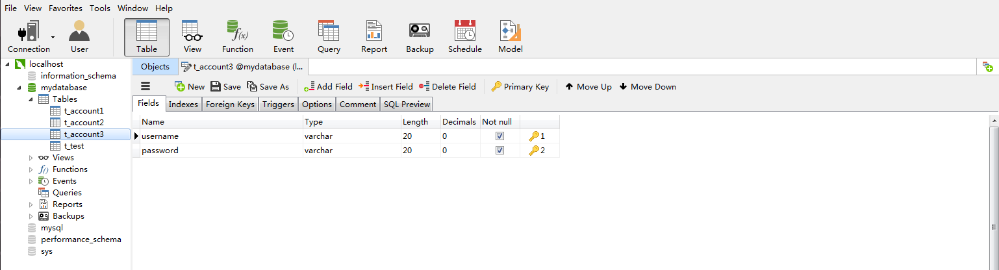 File View Favorites Tools Window Help
Connection User Table View Function Event Query Report Backup Schedule Model
localhost
information_schema
mydatabase
Tables
t_account1
t_account2
t_account3
t_test
Views
Functions
Events
Queries
Reports
Backups
mysql
performance_schema
sys
Objects t_account3 @mydatabase (l...
New Save Save As Add Field Insert Field Delete Field Primary Key Move Up Move Down
Fields Indexes Foreign Keys Triggers Options Comment SQL Preview
Name Type Length Decimals Not null
username varchar 20 0 1
password varchar 20 0 2